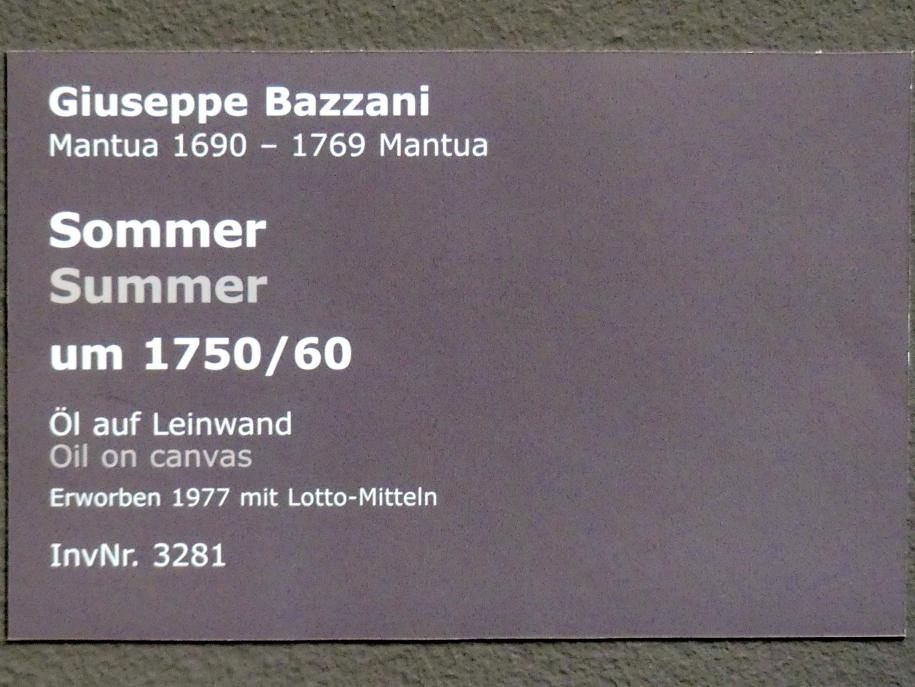 Giuseppe Bazzani
Mantua 1690 – 1769 Mantua
Sommer
Summer
um 1750/60
Öl auf Leinwand
Oil on canvas
Erworben 1977 mit Lotto-Mitteln
InvNr. 3281